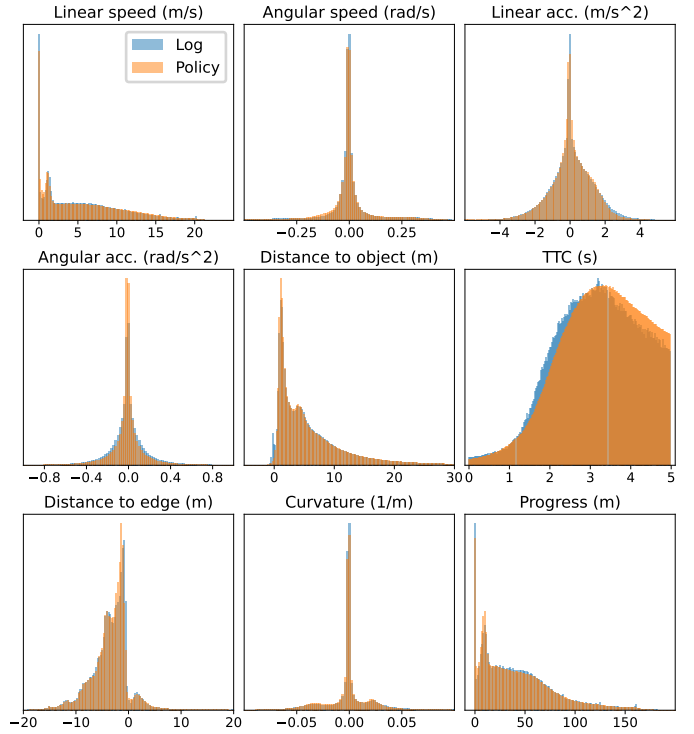 Linear speed (m/s)
Angular speed (rad/s)
Linear acc. (m/s^2)
Log
Policy
0 5 10 15 20
−0.25 0.00 0.25
−4 −2 0 2 4
Angular acc. (rad/s^2)
Distance to object (m)
TTC (s)
−0.8 −0.4 0.0 0.4 0.8
0 10 20 30
0 1 2 3 4 5
Distance to edge (m)
Curvature (1/m)
Progress (m)
−20 −10 0 10 20
−0.05 0.00 0.05
0 50 100 150